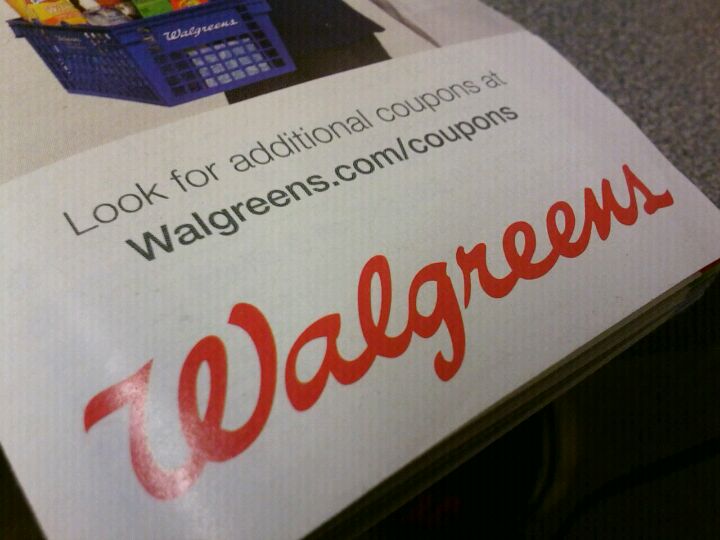 Walgreens
Look for additional coupons at
Walgreens.com/coupons
Walgreens